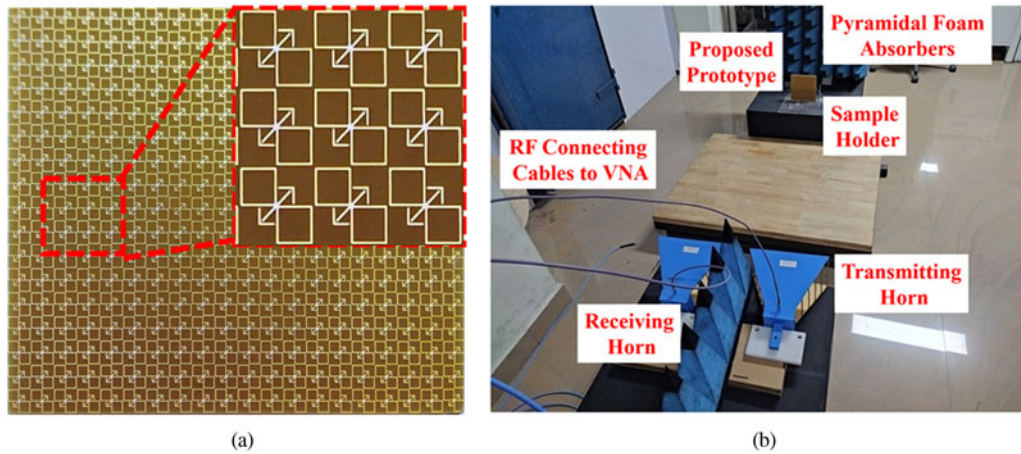 Proposed
Prototype
Pyramidal Foam
Absorbers
Sample
Holder
RF Connecting
Cables to VNA
Transmitting
Horn
Receiving
Horn
(a)
(b)